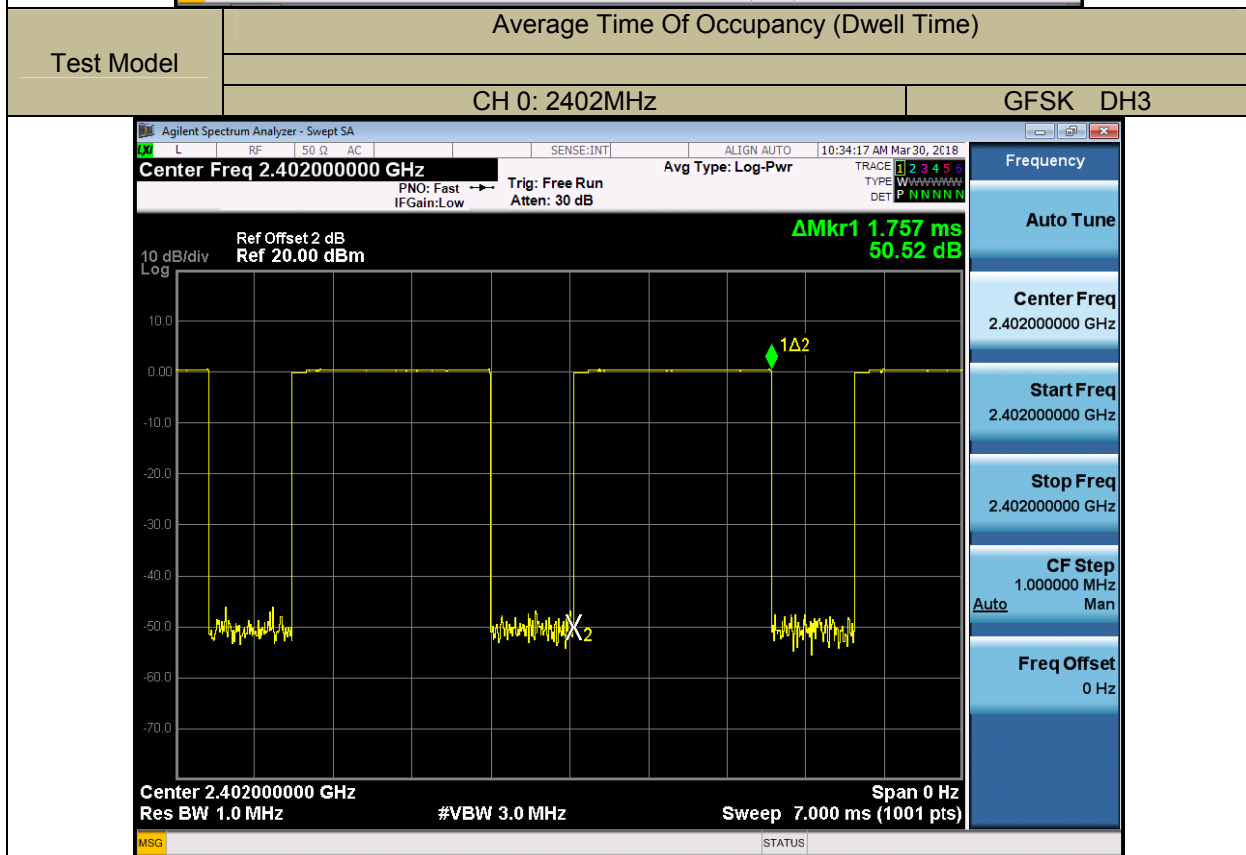 Average Time Of Occupancy (Dwell Time)
Test Model
CH 0: 2402MHz GFSK DH3
Agilent Spectrum Analyzer - Swept SA
LXI L RF 50 Ω AC SENSE:INT ALIGN AUTO 10:34:17 AM Mar 30, 2018
Center Freq 2.402000000 GHz
PNO: Fast
IFGain:Low
Trig: Free Run
Atten: 30 dB
Avg Type: Log-Pwr
TRACE 1 2 3 4 5 6
TYPE WWWWWW
DET P N N N N N
Frequency
Auto Tune
ΔMkr1 1.757 ms
50.52 dB
Ref Offset 2 dB
10 dB/div Ref 20.00 dBm
Log
10.0
0.00
-10.0
-20.0
-30.0
-40.0
-50.0
-60.0
-70.0
1Δ2
2
Center Freq
2.402000000 GHz
Start Freq
2.402000000 GHz
Stop Freq
2.402000000 GHz
CF Step
1.000000 MHz
Auto Man
Freq Offset
0 Hz
Center 2.402000000 GHz Span 0 Hz
Res BW 1.0 MHz #VBW 3.0 MHz Sweep 7.000 ms (1001 pts)
MSG STATUS